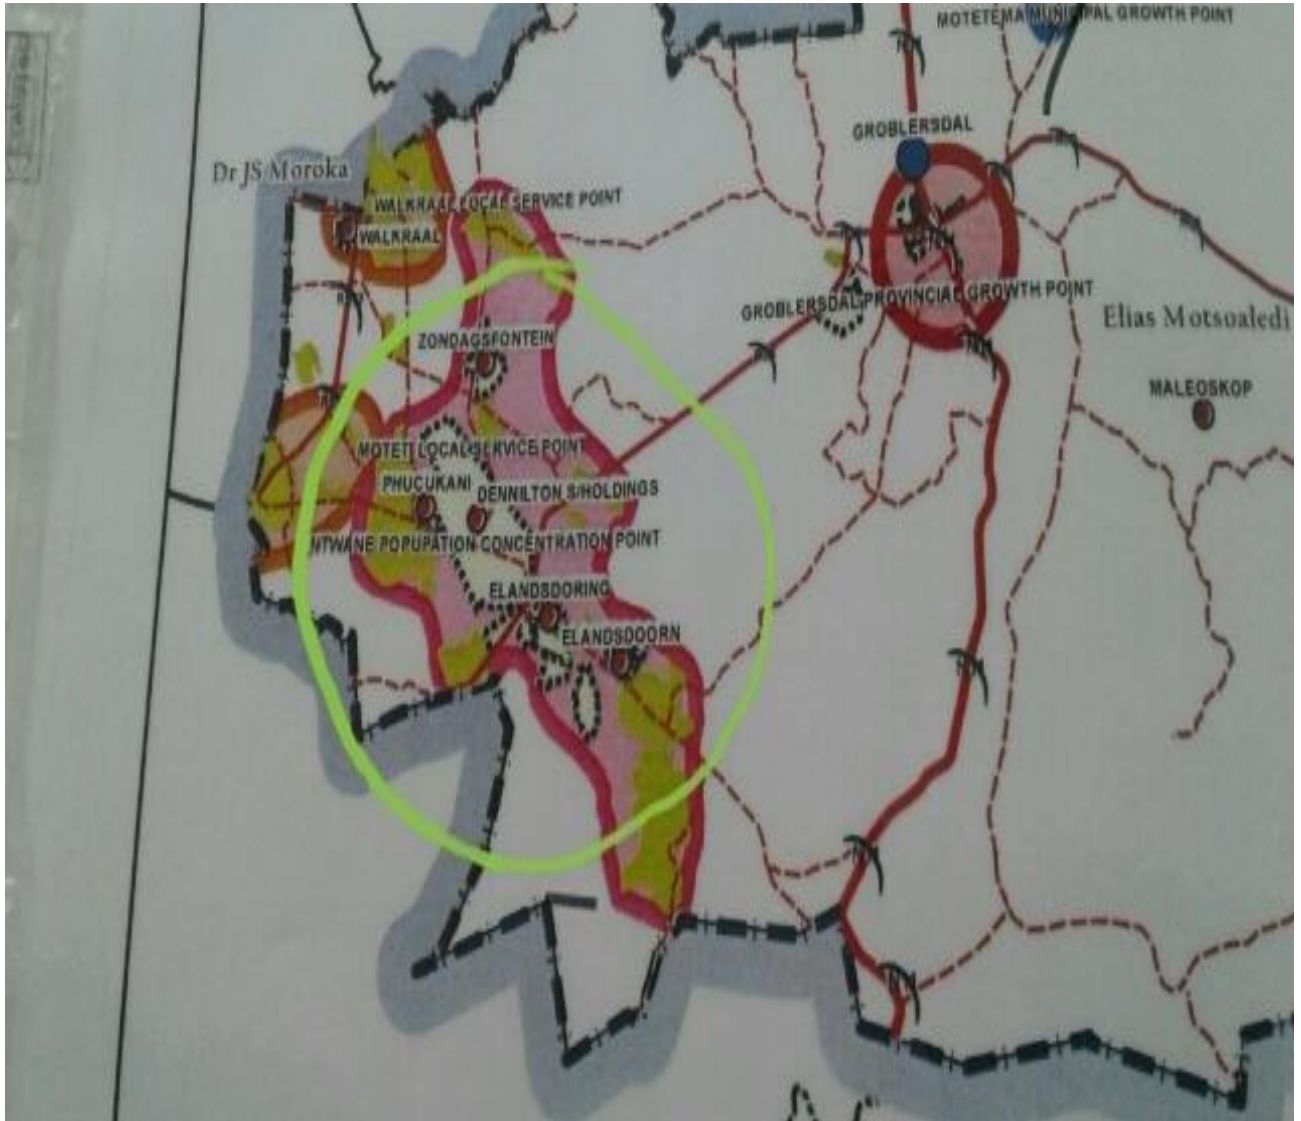 MOTETEMA MUNICIPAL GROWTH POINT
GROBLERSDAL
Dr JS Moroka
WALKRAAL LOCAL SERVICE POINT
WALKRAAL
GROBLERSDAL PROVINCIAL GROWTH POINT
Elias Motsoaledi
ZONDAGSFONTEIN
MALEOSKOP
MOTETI LOCAL SERVICE POINT
PHUCUKANI
DENNILTON S/HOLDINGS
NTWANE POPUPATION CONCENTRATION POINT
ELANDSDORING
ELANDSDOORN